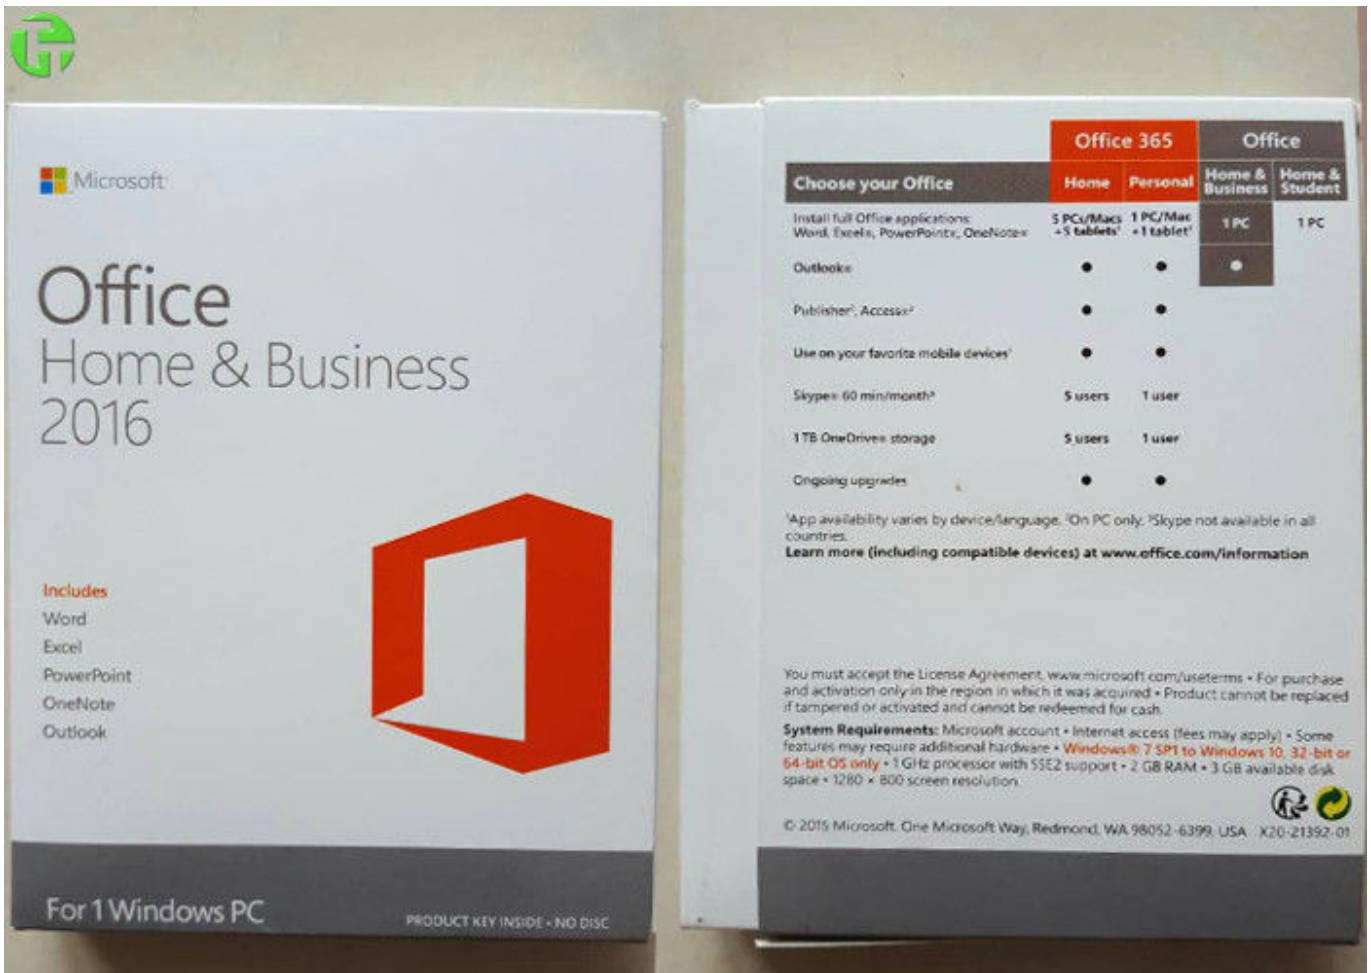 Microsoft
Office
Home & Business
2016
Includes
Word
Excel
PowerPoint
OneNote
Outlook
For 1 Windows PC
PRODUCT KEY INSIDE • NO DISC
Office 365 Office
Choose your Office Home Personal Home & Business Home & Student
Install full Office applications: 5 PCs/Macs 1 PC/Mac 1 PC 1 PC
Word, Excel®, PowerPoint®, OneNote® + 5 tablets¹ + 1 tablet¹
Outlook® ● ● ●
Publisher², Access®² ● ●
Use on your favorite mobile devices¹ ● ●
Skype® 60 min/month³ 5 users 1 user
1 TB OneDrive® storage 5 users 1 user
Ongoing upgrades ● ●
¹App availability varies by device/language. ²On PC only. ³Skype not available in all
countries.
Learn more (including compatible devices) at www.office.com/information
You must accept the License Agreement, www.microsoft.com/useterms • For purchase
and activation only in the region in which it was acquired • Product cannot be replaced
if tampered or activated and cannot be redeemed for cash.
System Requirements: Microsoft account • Internet access (fees may apply) • Some
features may require additional hardware • Windows® 7 SP1 to Windows 10, 32-bit or
64-bit OS only • 1 GHz processor with SSE2 support • 2 GB RAM • 3 GB available disk
space • 1280 × 800 screen resolution
© 2015 Microsoft. One Microsoft Way, Redmond, WA 98052-6399, USA X20-21392-01